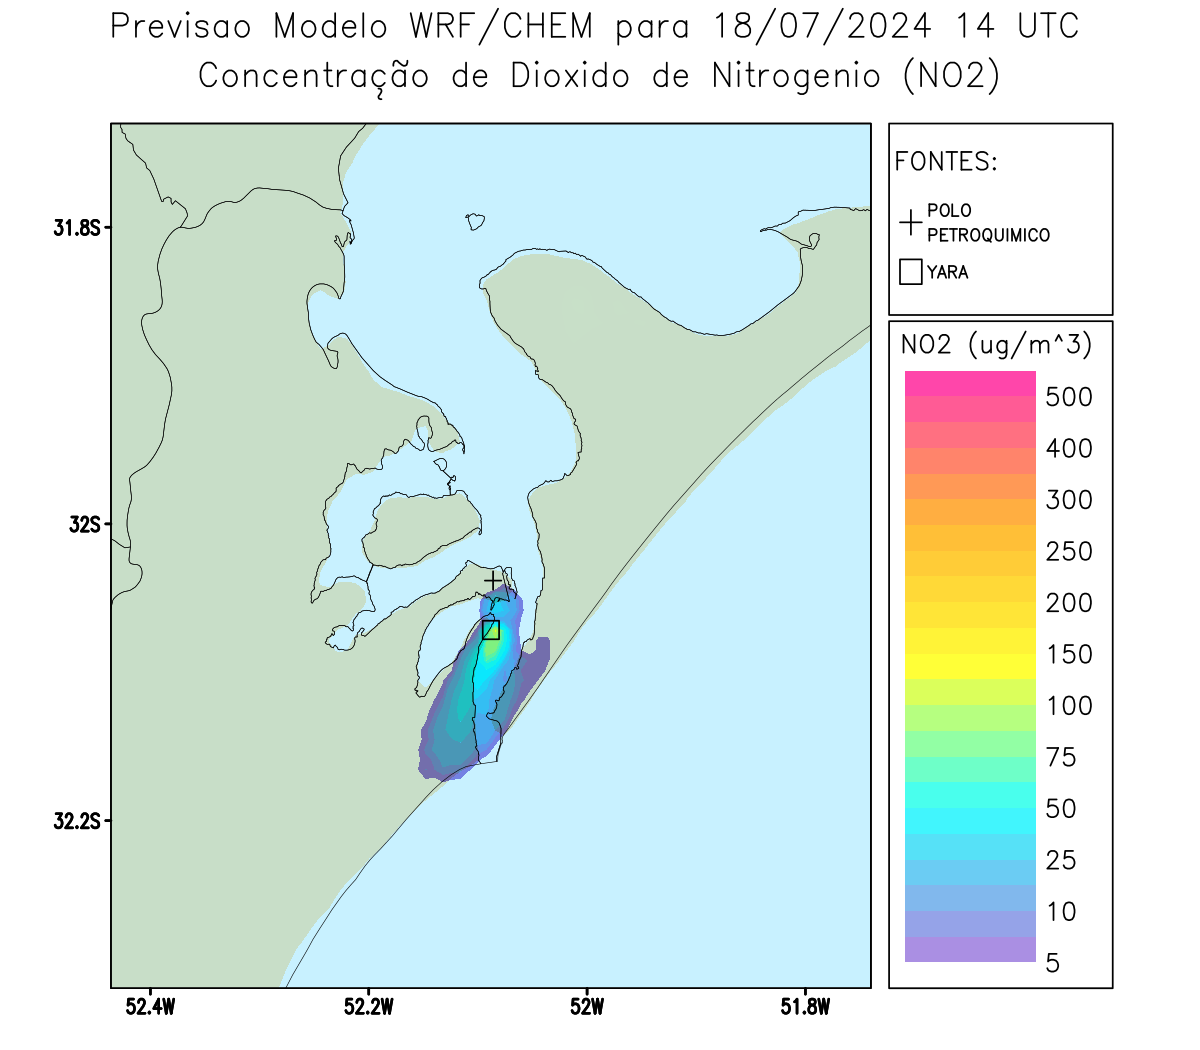 Previsao Modelo WRF/CHEM para 18/07/2024 14 UTC
Concentração de Dioxido de Nitrogenio (NO2)
FONTES:
POLO
PETROQUIMICO
YARA
NO2 (ug/m^3)
500
400
300
250
200
150
100
75
50
25
10
5
31.8S
32S
32.2S
52.4W
52.2W
52W
51.8W